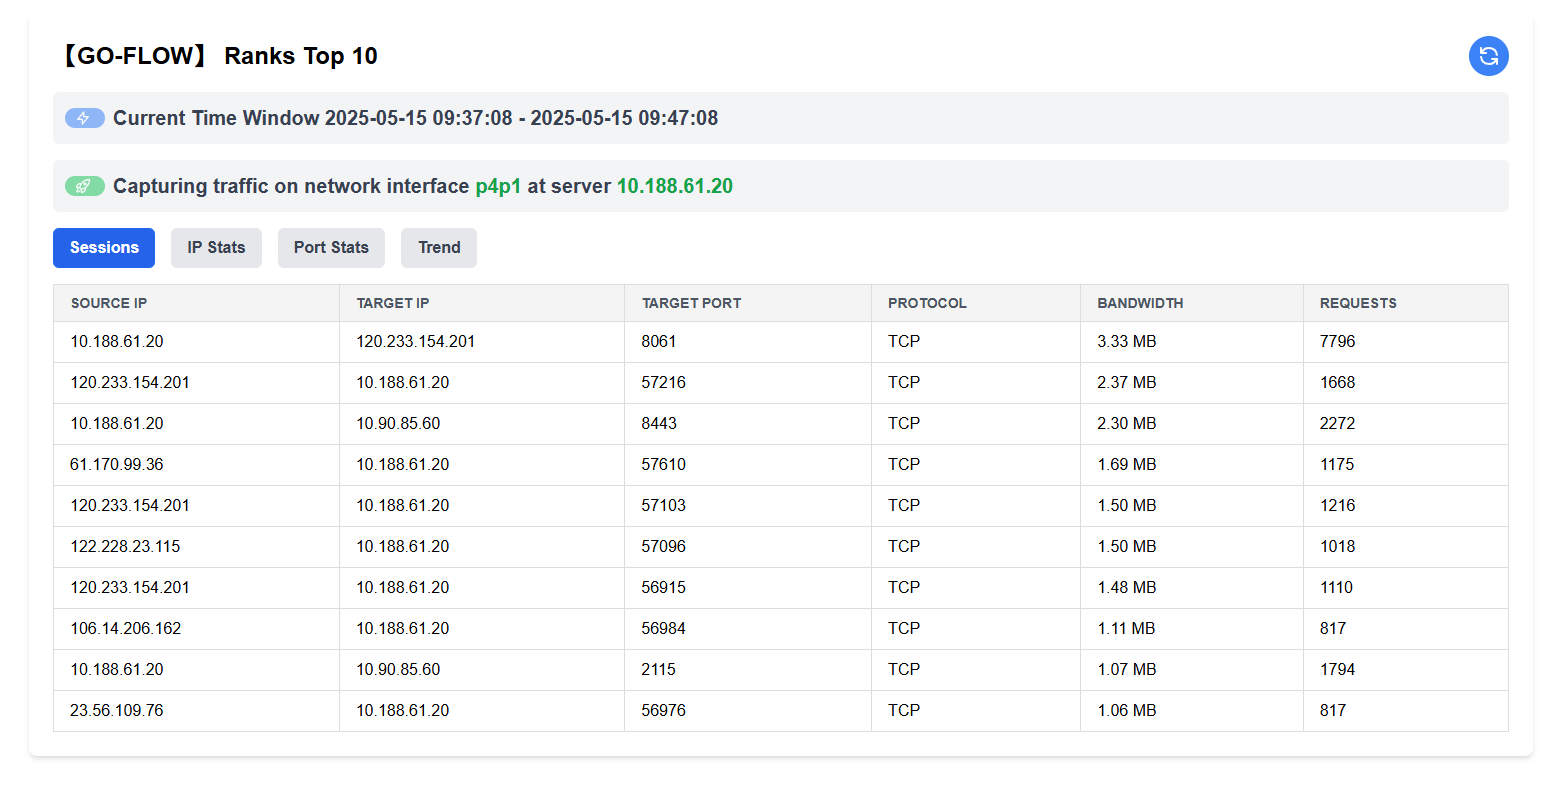 【GO-FLOW】 Ranks Top 10
Current Time Window 2025-05-15 09:37:08 - 2025-05-15 09:47:08
Capturing traffic on network interface p4p1 at server 10.188.61.20
Sessions IP Stats Port Stats Trend
SOURCE IP TARGET IP TARGET PORT PROTOCOL BANDWIDTH REQUESTS
10.188.61.20 120.233.154.201 8061 TCP 3.33 MB 7796
120.233.154.201 10.188.61.20 57216 TCP 2.37 MB 1668
10.188.61.20 10.90.85.60 8443 TCP 2.30 MB 2272
61.170.99.36 10.188.61.20 57610 TCP 1.69 MB 1175
120.233.154.201 10.188.61.20 57103 TCP 1.50 MB 1216
122.228.23.115 10.188.61.20 57096 TCP 1.50 MB 1018
120.233.154.201 10.188.61.20 56915 TCP 1.48 MB 1110
106.14.206.162 10.188.61.20 56984 TCP 1.11 MB 817
10.188.61.20 10.90.85.60 2115 TCP 1.07 MB 1794
23.56.109.76 10.188.61.20 56976 TCP 1.06 MB 817